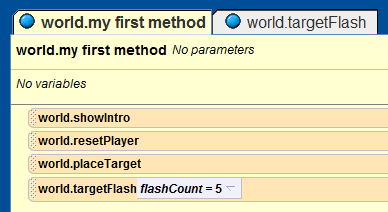 world.my first method world.targetFlash
world.my first method No parameters
No variables
world.showIntro
world.resetPlayer
world.placeTarget
world.targetFlash flashCount = 5